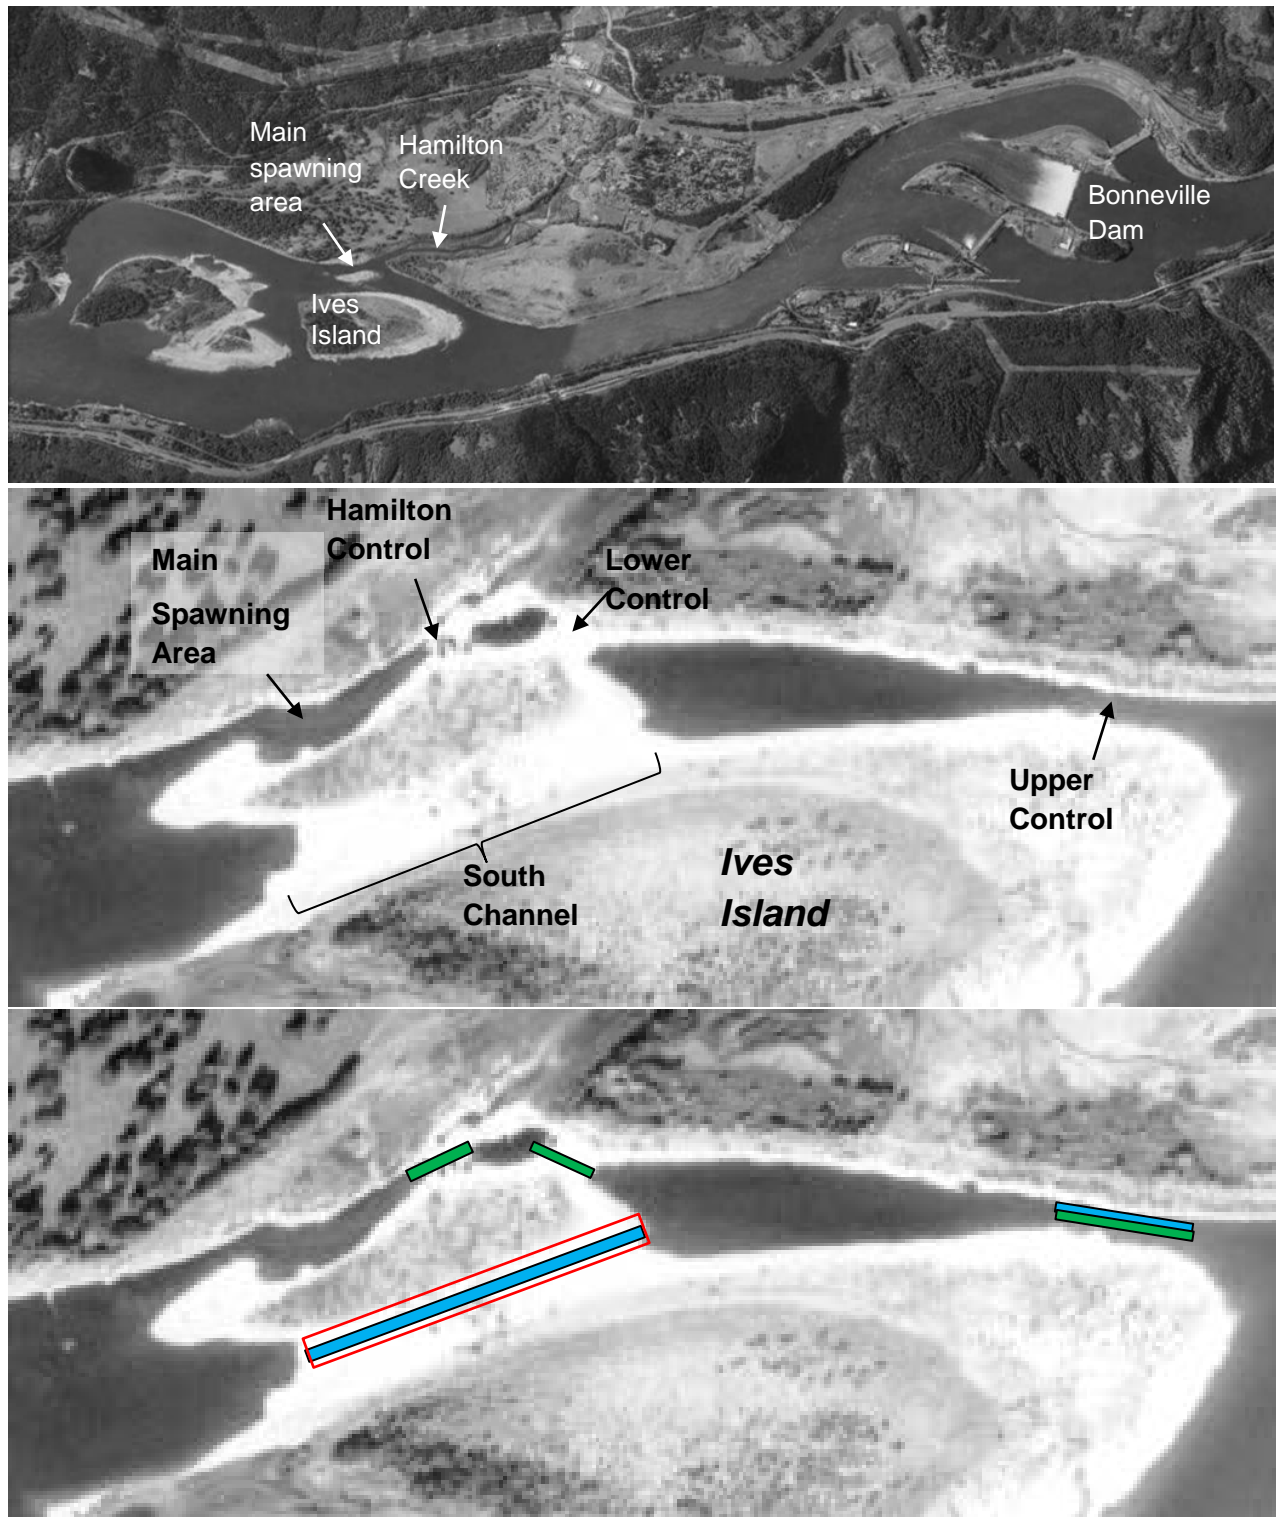 Main
spawning
area
Hamilton
Creek
Ives
Island
Bonneville
Dam
Hamilton
Control
Main
Spawning
Area
Lower
Control
Upper
Control
South
Channel
Ives
Island